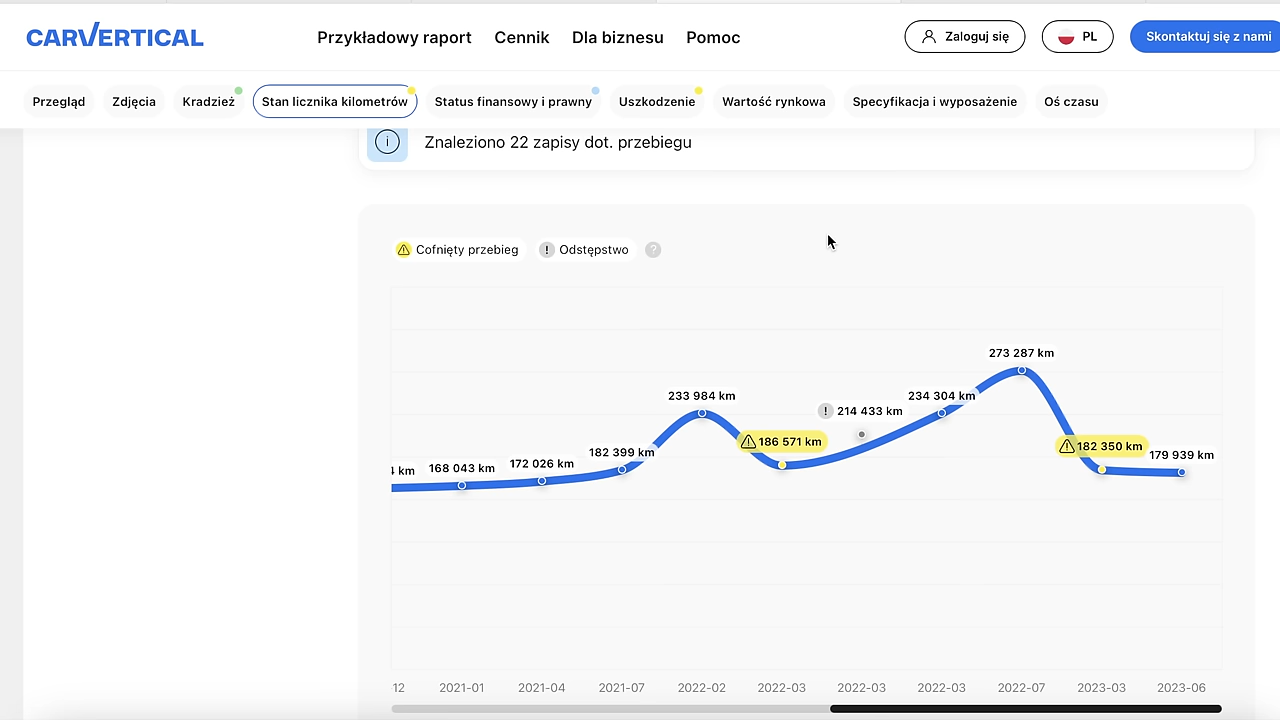 CARVERTICAL
Przykładowy raport Cennik Dla biznesu Pomoc
Zaloguj się
PL
Skontaktuj się z nami
Przegląd Zdjęcia Kradzież Stan licznika kilometrów Status finansowy i prawny Uszkodzenie Wartość rynkowa Specyfikacja i wyposażenie Oś czasu
Znaleziono 22 zapisy dot. przebiegu
Cofnięty przebieg ! Odstępstwo ?
273 287 km
233 984 km
234 304 km
! 214 433 km
186 571 km
182 350 km
182 399 km
179 939 km
4 km
168 043 km
172 026 km
-12 2021-01 2021-04 2021-07 2022-02 2022-03 2022-03 2022-03 2022-07 2023-03 2023-06